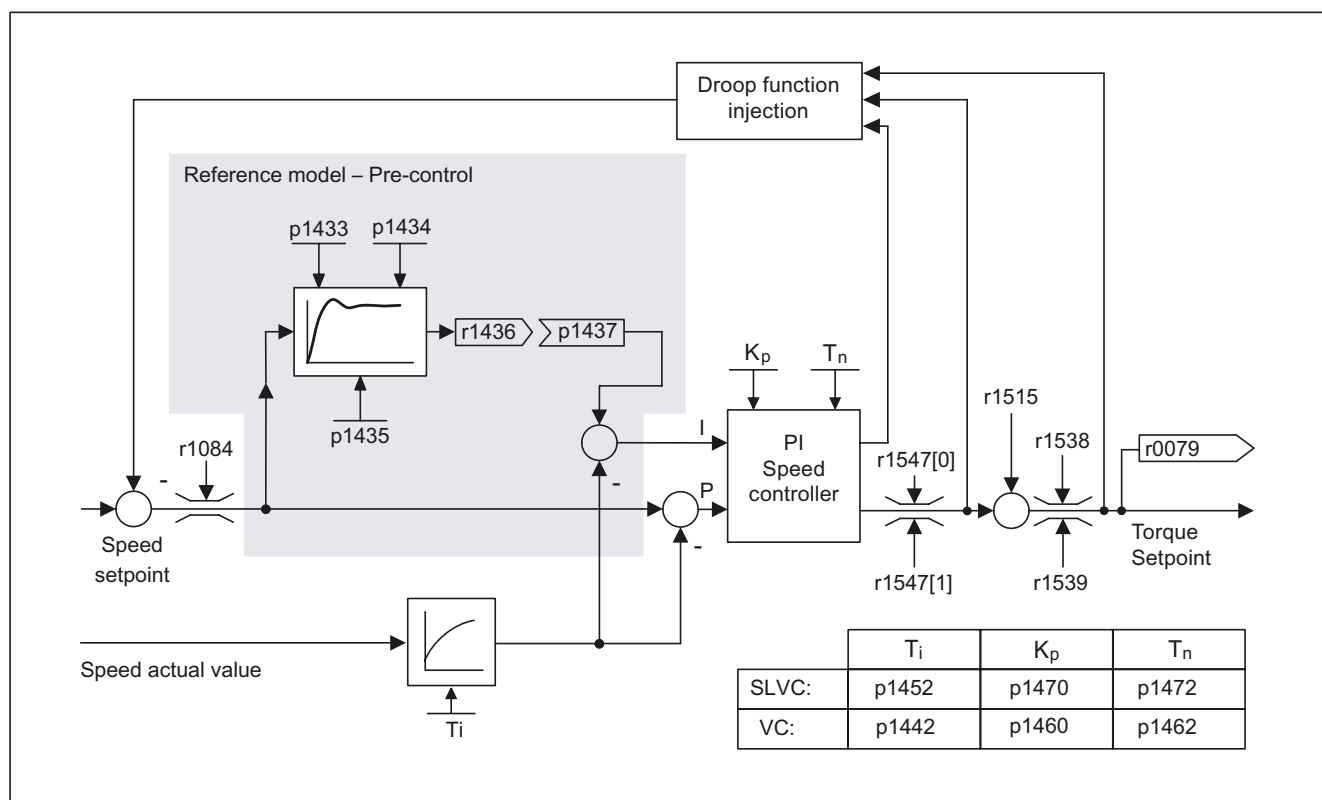 Droop function
injection
Reference model – Pre-control
p1433
p1434
r1436
p1437
p1435
Kp
Tn
r1515
r1084
I
PI
Speed
controller
r1547[0]
r1538
r0079
-
-
P
-
Speed
setpoint
r1547[1]
r1539
Torque
Setpoint
Speed actual value
Ti
Ti Kp Tn
SLVC: p1452 p1470 p1472
VC: p1442 p1460 p1462